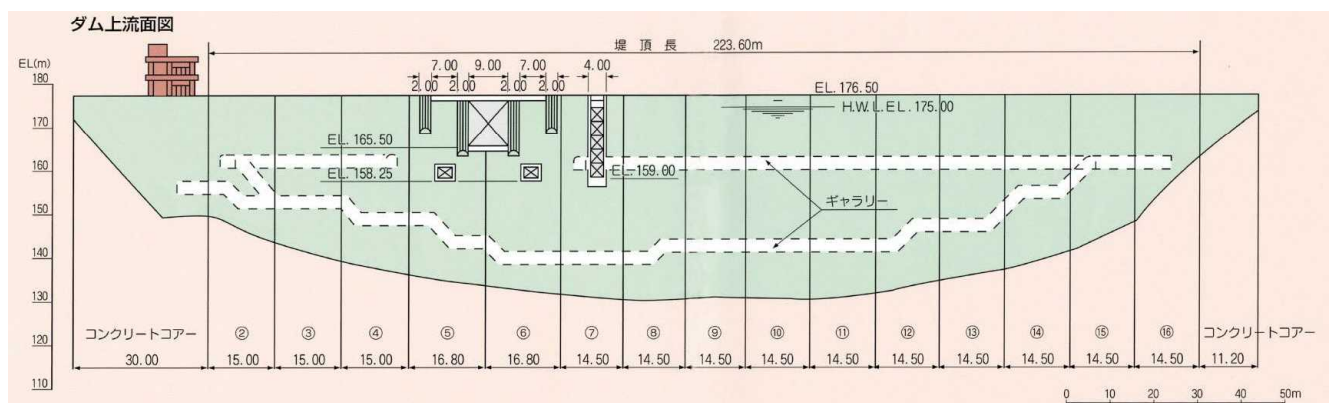 ダム上流面図
堤 頂 長 223.60m
EL(m)
7.00 9.00 7.00 4.00
2.00 2.00 2.00 2.00
180
170
160
150
140
130
120
110
EL.176.50
H.W.L.EL.175.00
EL.165.50
EL.158.25
EL.159.00
ギャラリー
コンクリートコアー ② ③ ④ ⑤ ⑥ ⑦ ⑧ ⑨ ⑩ ⑪ ⑫ ⑬ ⑭ ⑮ ⑯ コンクリートコアー
30.00 15.00 15.00 15.00 16.80 16.80 14.50 14.50 14.50 14.50 14.50 14.50 14.50 14.50 14.50 14.50 11.20
0 10 20 30 40 50m